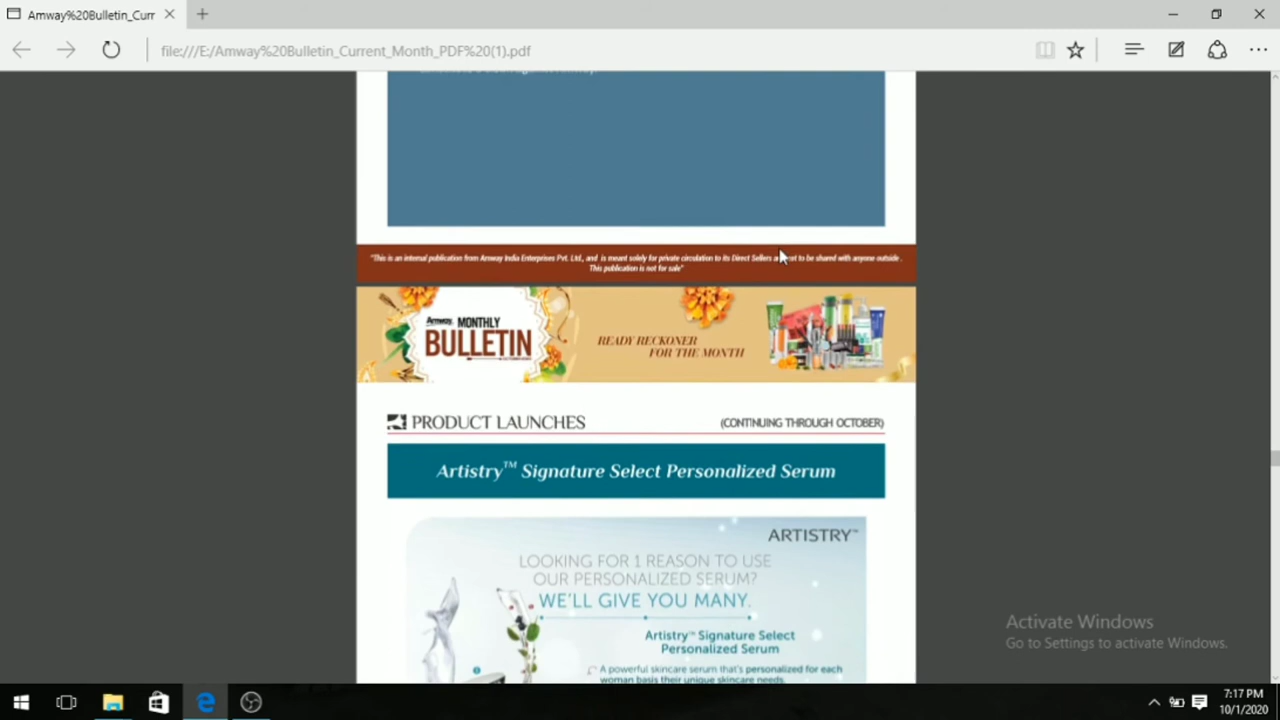 Amway%20Bulletin_Curr
file:///E:/Amway%20Bulletin_Current_Month_PDF%20(1).pdf
"This is an internal publication from Amway India Enterprises Pvt. Ltd., and is meant solely for private circulation to its Direct Sellers to be shared with anyone outside .
This publication is not for sale"
Amway MONTHLY
BULLETIN
READY RECKONER
FOR THE MONTH
PRODUCT LAUNCHES (CONTINUING THROUGH OCTOBER)
Artistry™ Signature Select Personalized Serum
ARTISTRY™
LOOKING FOR 1 REASON TO USE
OUR PERSONALIZED SERUM?
WE'LL GIVE YOU MANY.
Artistry™ Signature Select
Personalized Serum
A powerful skincare serum that's personalized for each
woman basis their unique skincare needs.
Activate Windows
Go to Settings to activate Windows.
7:17 PM
10/1/2020